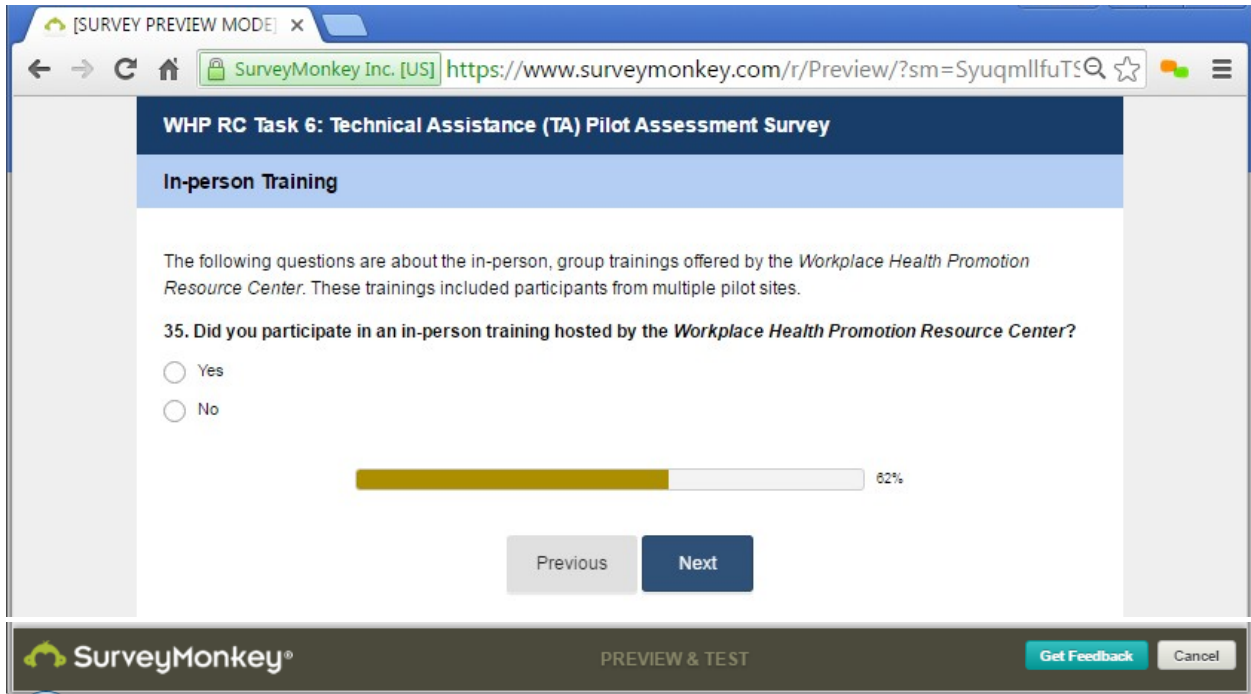 [SURVEY PREVIEW MODE]
SurveyMonkey Inc. [US] https://www.surveymonkey.com/r/Preview/?sm=SyuqmllfuTS
WHP RC Task 6: Technical Assistance (TA) Pilot Assessment Survey
In-person Training
The following questions are about the in-person, group trainings offered by the Workplace Health Promotion
Resource Center. These trainings included participants from multiple pilot sites.
35. Did you participate in an in-person training hosted by the Workplace Health Promotion Resource Center?
Yes
No
62%
Previous Next
SurveyMonkey® PREVIEW & TEST Get Feedback Cancel